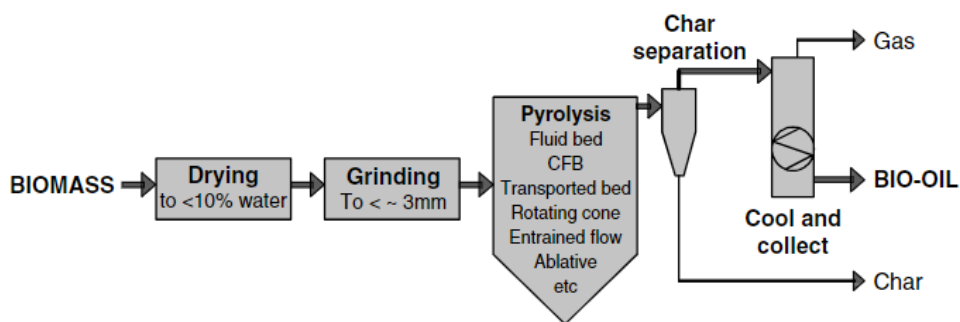 BIOMASS
Drying
to <10% water
Grinding
To < ~ 3mm
Pyrolysis
Fluid bed
CFB
Transported bed
Rotating cone
Entrained flow
Ablative
etc
Char
separation
Gas
BIO-OIL
Cool and
collect
Char